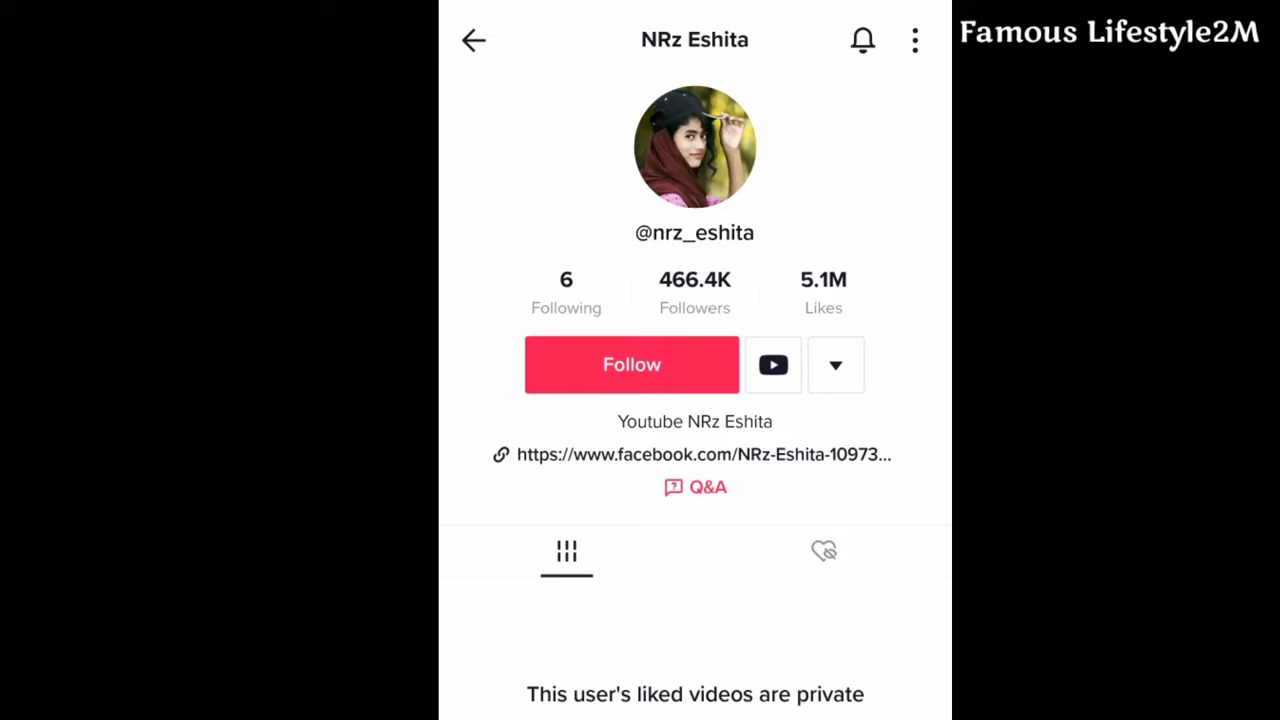 NRz Eshita
Famous Lifestyle2M
@nrz_eshita
6 466.4K 5.1M
Following Followers Likes
Follow
Youtube NRz Eshita
https://www.facebook.com/NRz-Eshita-10973...
Q&A
This user's liked videos are private